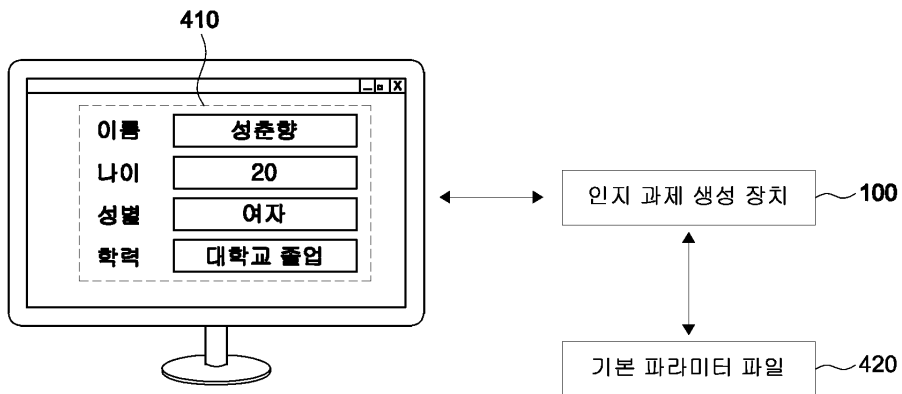 410
이름 성춘향
나이 20
성별 여자
학력 대학교 졸업
인지 과제 생성 장치 100
기본 파라미터 파일 420